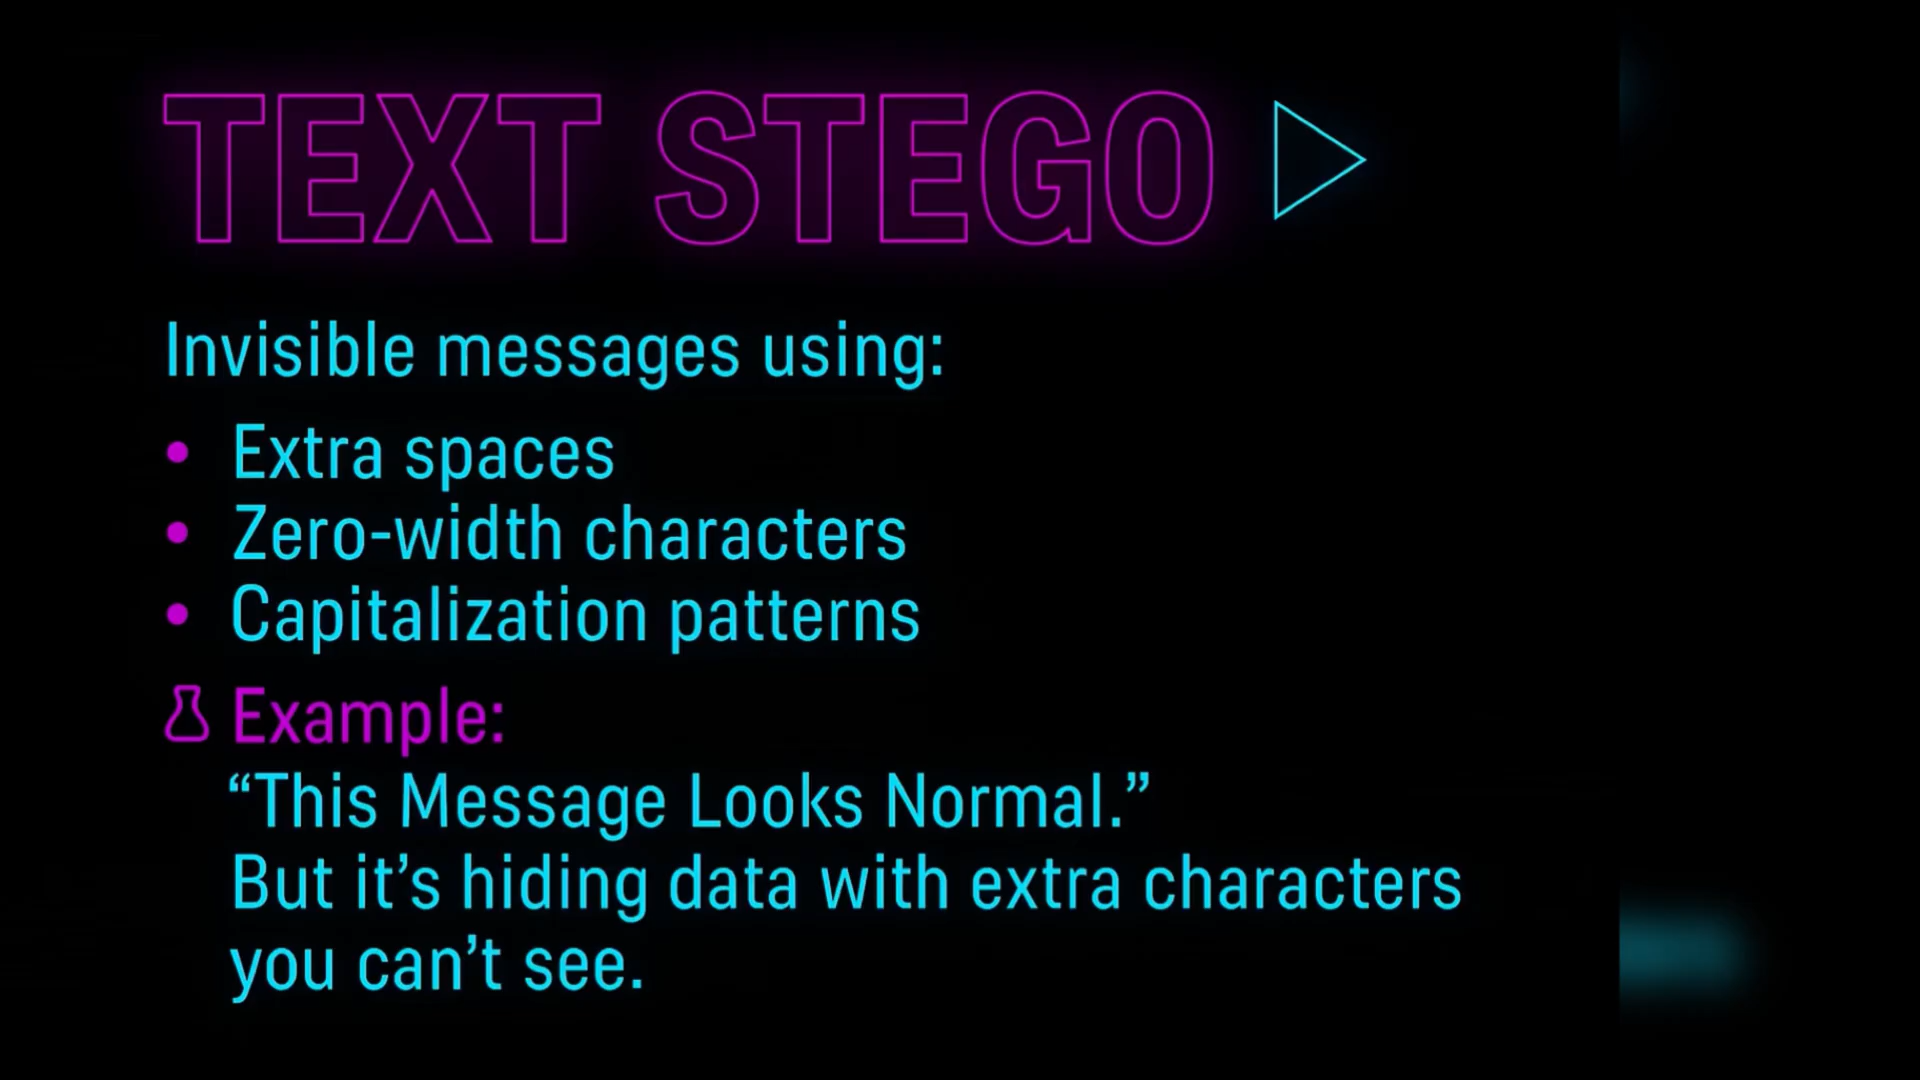 TEXT STEGO
Invisible messages using:
• Extra spaces
• Zero-width characters
• Capitalization patterns
Example:
“This Message Looks Normal.”
But it’s hiding data with extra characters
you can’t see.